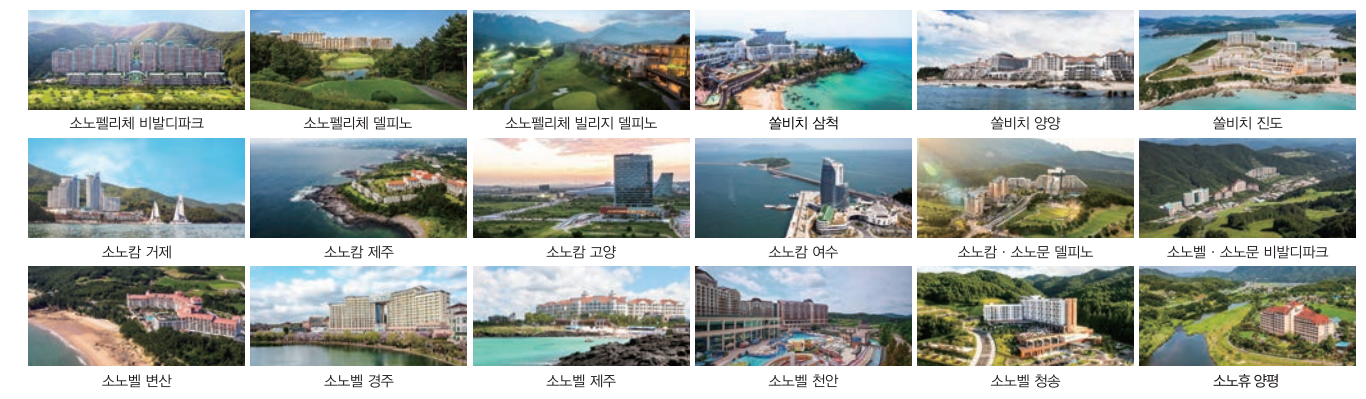 소노펠리체 비발디파크
소노펠리체 델피노
소노펠리체 빌리지 델피노
쏠비치 삼척
쏠비치 양양
쏠비치 진도
소노캄 거제
소노캄 제주
소노캄 고양
소노캄 여수
소노캄 · 소노문 델피노
소노벨 · 소노문 비발디파크
소노벨 변산
소노벨 경주
소노벨 제주
소노벨 천안
소노벨 청송
소노휴 양평